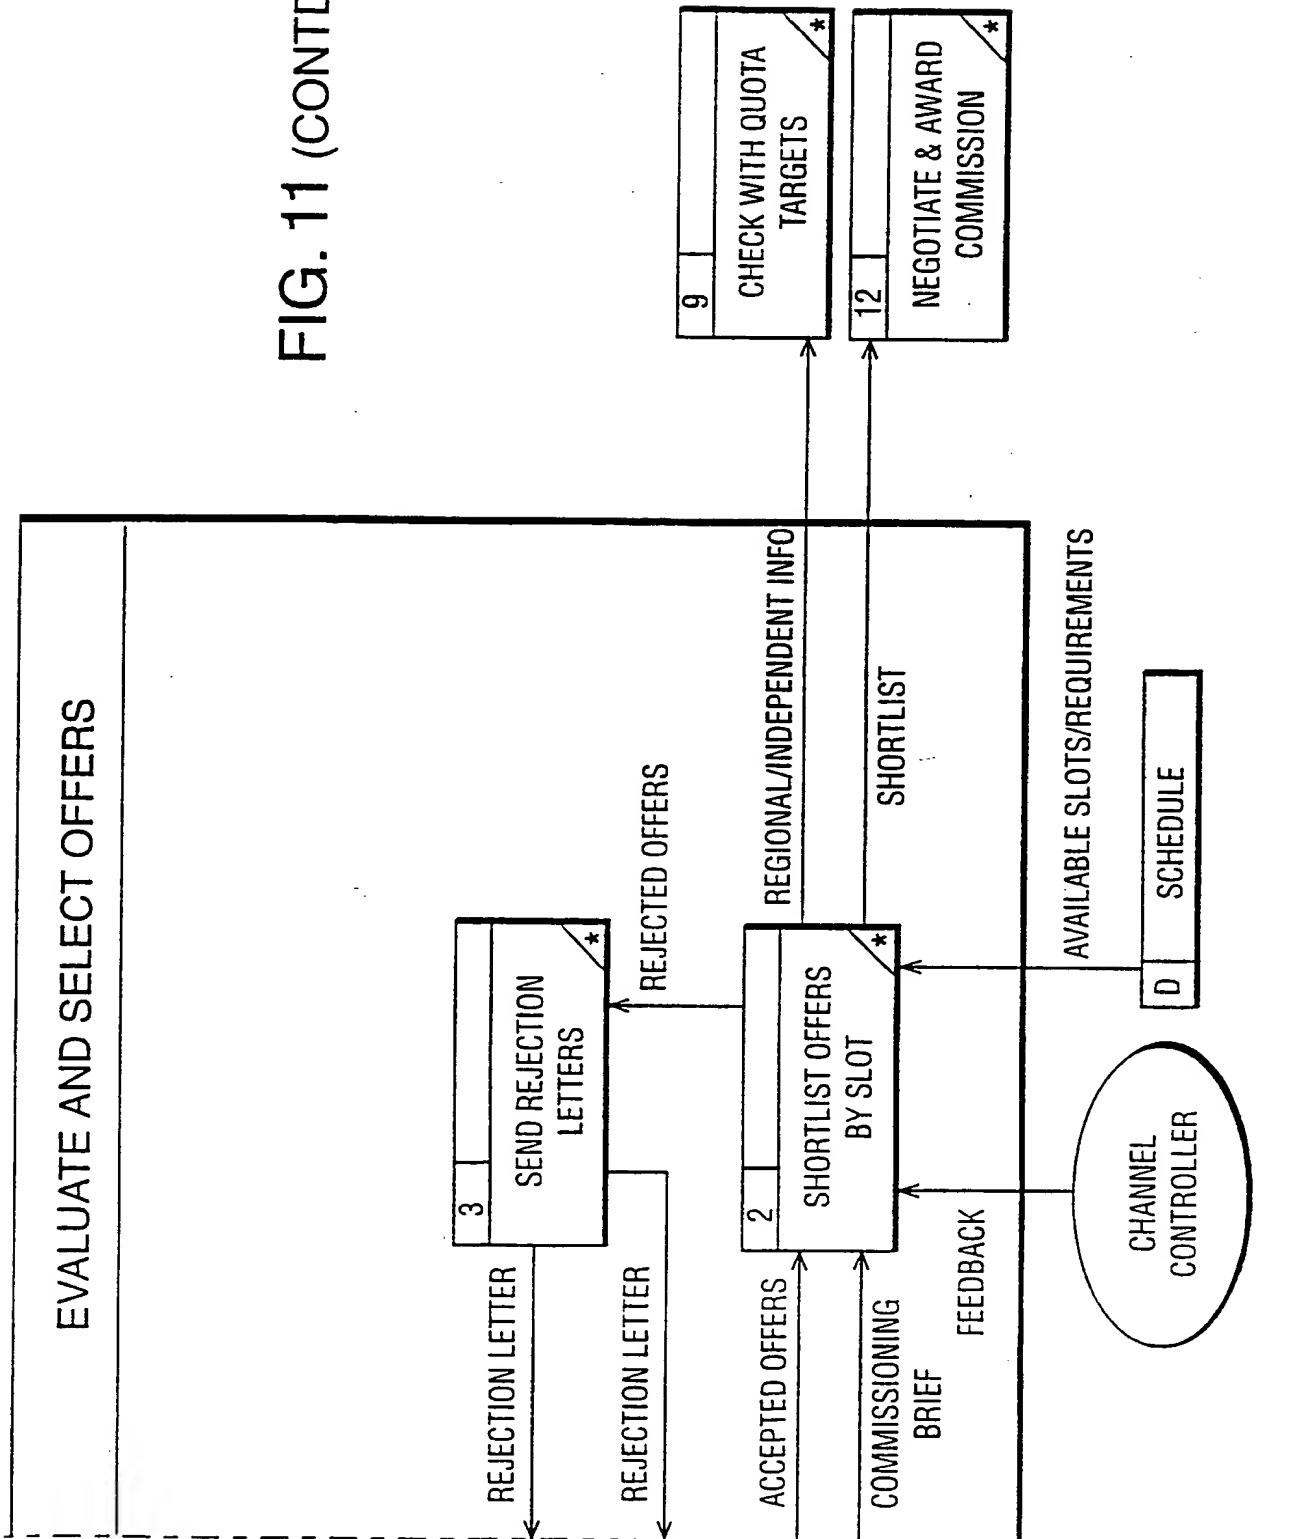 FIG. 11 (CONTD
EVALUATE AND SELECT OFFERS
REJECTION LETTER
3
SEND REJECTION
LETTERS
*
REJECTION LETTER
REJECTED OFFERS
9
CHECK WITH QUOTA
TARGETS
*
ACCEPTED OFFERS
2
SHORTLIST OFFERS
BY SLOT
*
REGIONAL/INDEPENDENT INFO
12
NEGOTIATE & AWARD
COMMISSION
*
COMMISSIONING
BRIEF
SHORTLIST
FEEDBACK
AVAILABLE SLOTS/REQUIREMENTS
CHANNEL
CONTROLLER
D
SCHEDULE